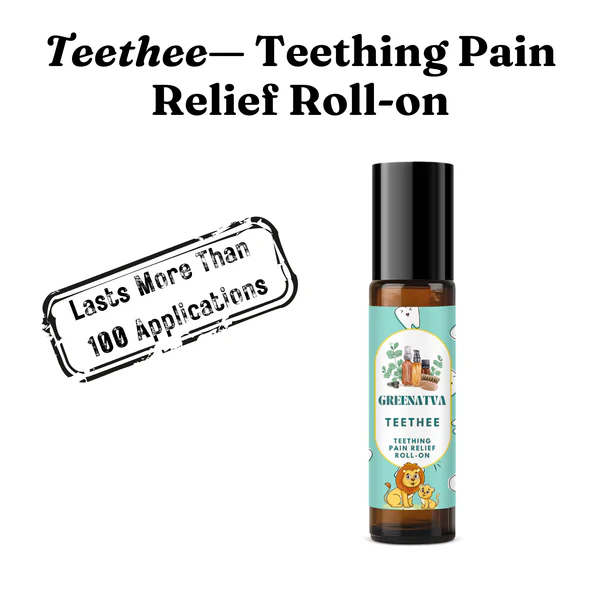 Teethee— Teething Pain
Relief Roll-on
Lasts More Than
100 Applications
GREENATVA
TEETHEE
TEETHING
PAIN RELIEF
ROLL-ON